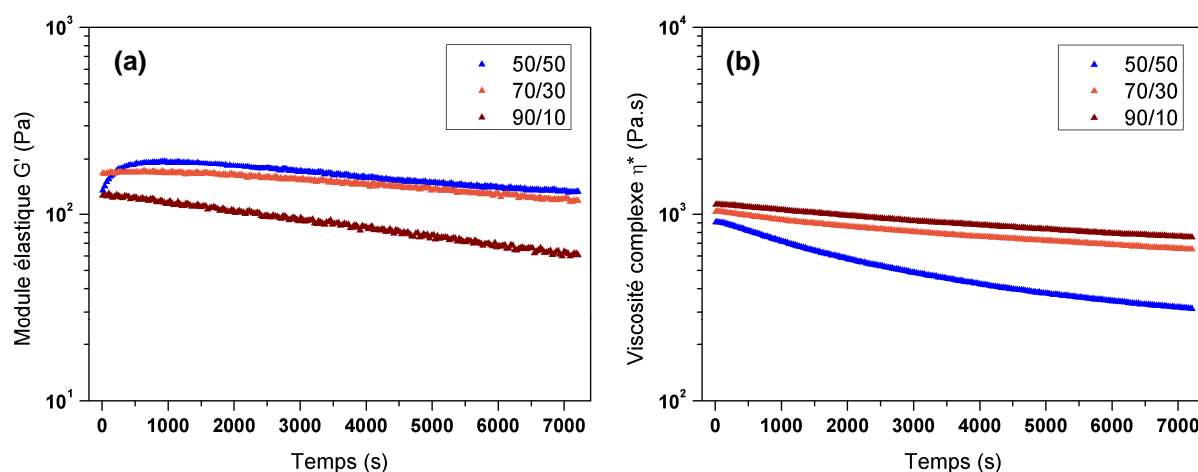 (a)
50/50
70/30
90/10
10³
10²
10¹
Module élastique G' (Pa)
0 1000 2000 3000 4000 5000 6000 7000
Temps (s)
(b)
50/50
70/30
90/10
10⁴
10³
10²
Viscosité complexe η* (Pa.s)
0 1000 2000 3000 4000 5000 6000 7000
Temps (s)